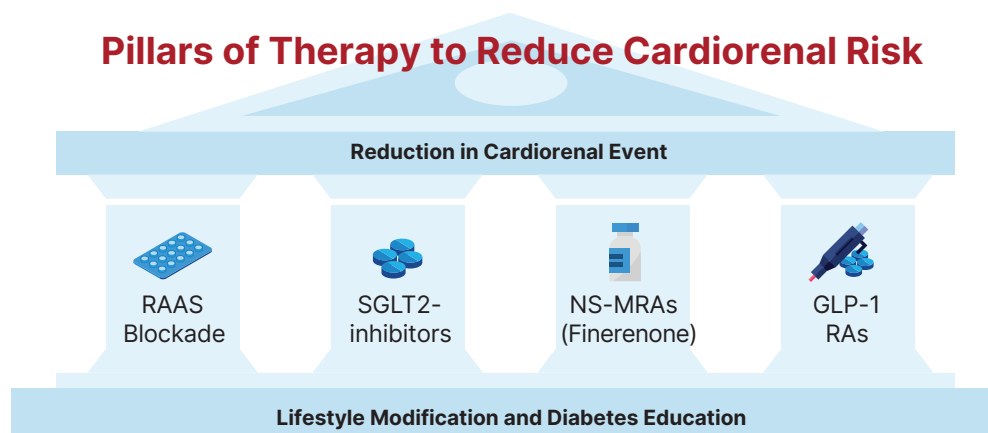 Pillars of Therapy to Reduce Cardiorenal Risk
Reduction in Cardiorenal Event
RAAS
Blockade
SGLT2-
inhibitors
NS-MRAs
(Finerenone)
GLP-1
RAs
Lifestyle Modification and Diabetes Education